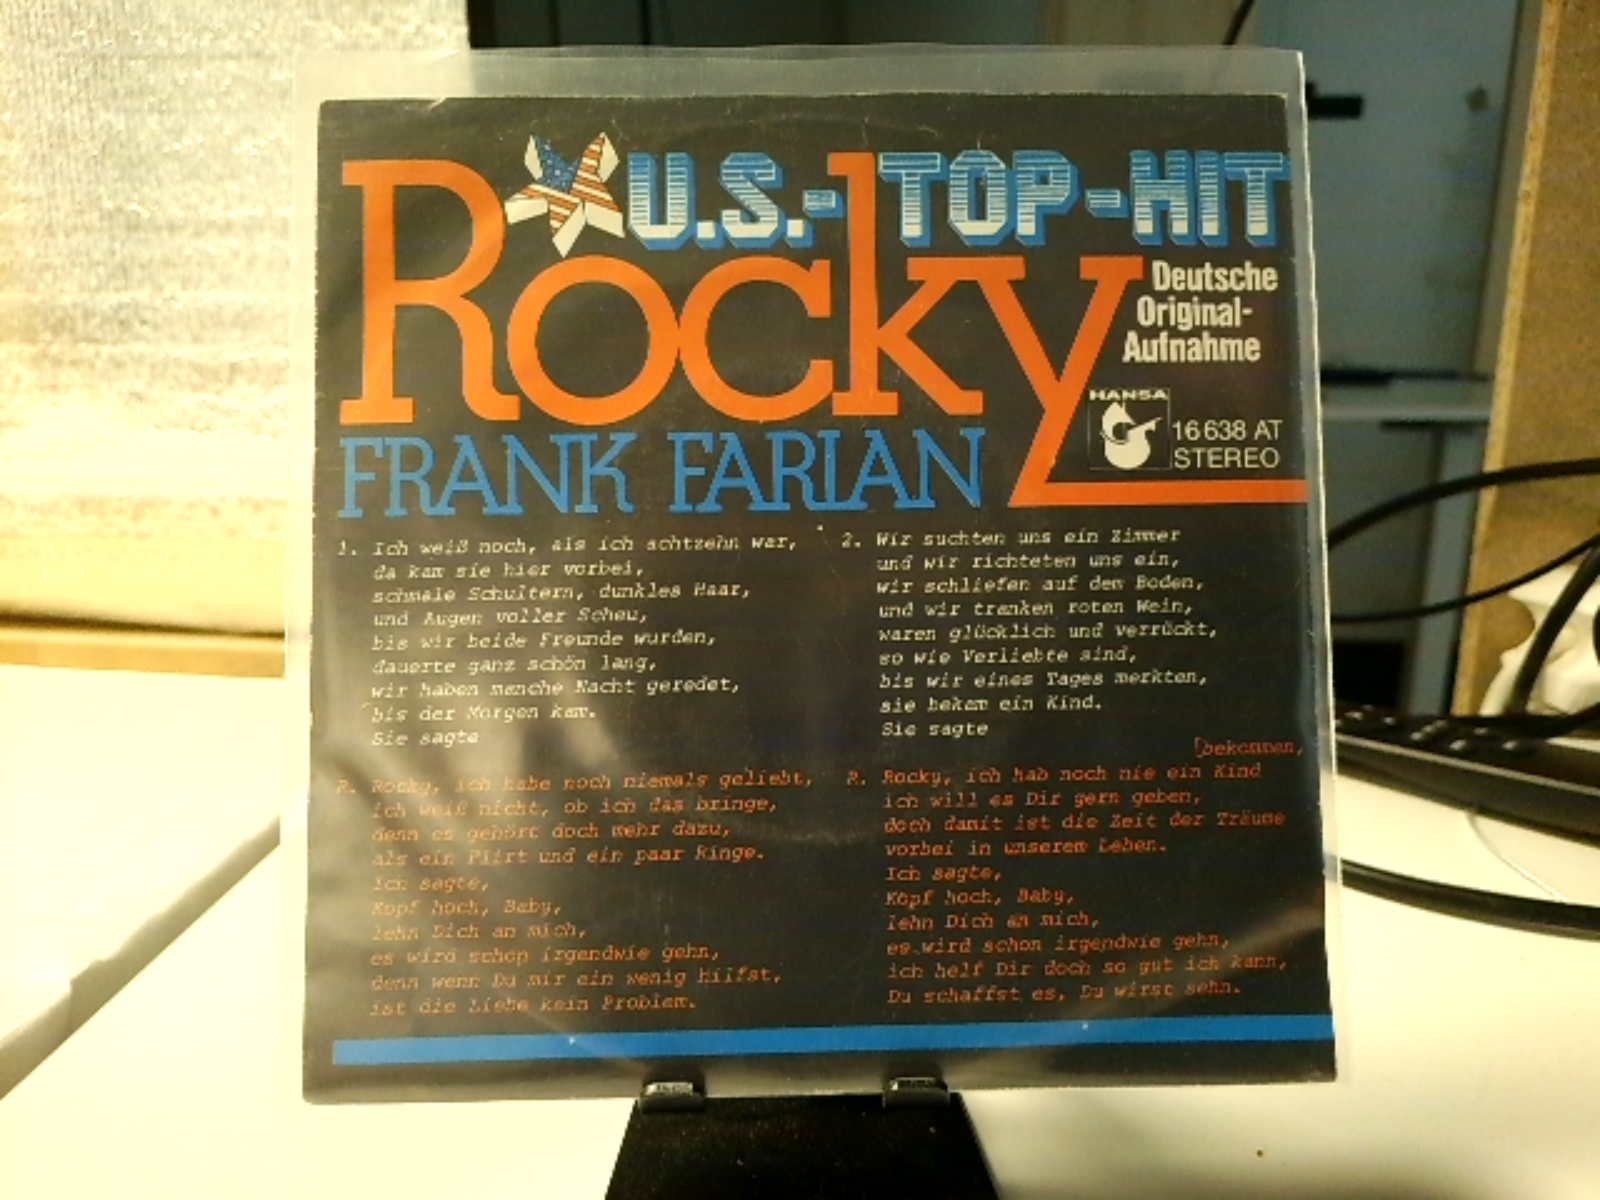 U.S.-TOP-HIT
Rocky
Deutsche
Original-
Aufnahme
HANSA
16 638 AT
STEREO
FRANK FARIAN
1. Ich weiß noch, als ich achtzehn war,
da kam sie hier vorbei,
schmale Schultern, dunkles Haar,
und Augen voller Scheu,
bis wir beide Freunde wurden,
dauerte ganz schön lang,
wir haben manche Nacht geredet,
bis der Morgen kam.
Sie sagte
R. Rocky, ich habe noch niemals geliebt,
ich weiß nicht, ob ich das bringe,
denn es gehört doch mehr dazu,
als ein Flirt und ein paar Ringe.
Ich sagte,
Kopf hoch, Baby,
lehn Dich an mich,
es wird schon irgendwie gehn,
denn wenn Du mir ein wenig hilfst,
ist die Liebe kein Problem.
2. Wir suchten uns ein Zimmer
und wir richteten uns ein,
wir schliefen auf dem Boden,
und wir tranken roten Wein,
waren glücklich und verrückt,
so wie Verliebte sind,
bis wir eines Tages merkten,
sie bekam ein Kind.
Sie sagte
[bekommen,
R. Rocky, ich hab noch nie ein Kind
ich will es Dir gern geben,
doch damit ist die Zeit der Träume
vorbei in unserem Leben.
Ich sagte,
Kopf hoch, Baby,
lehn Dich an mich,
es wird schon irgendwie gehn,
ich helf Dir doch so gut ich kann,
Du schaffst es, Du wirst sehn.